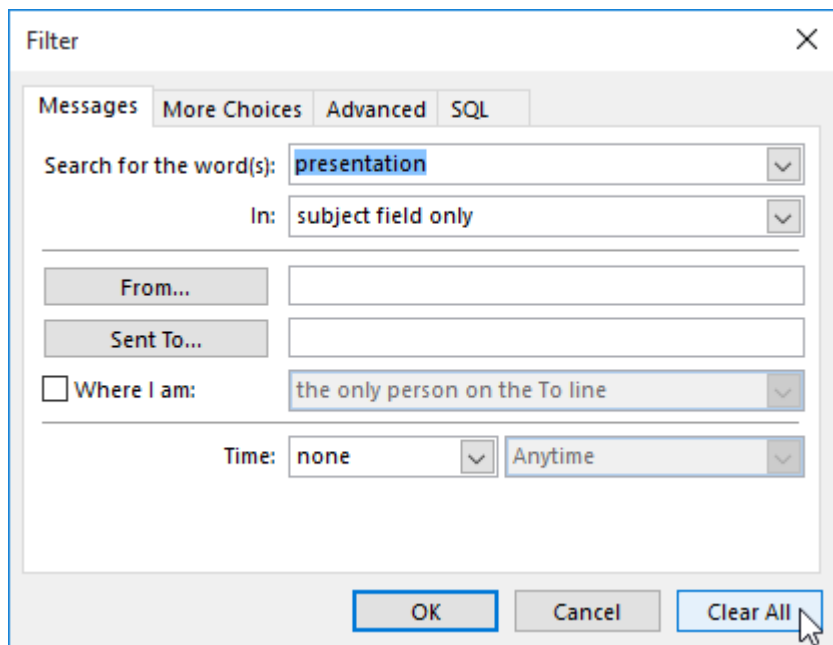 Filter
Messages More Choices Advanced SQL
Search for the word(s): presentation
In: subject field only
From...
Sent To...
Where I am: the only person on the To line
Time: none Anytime
OK Cancel Clear All